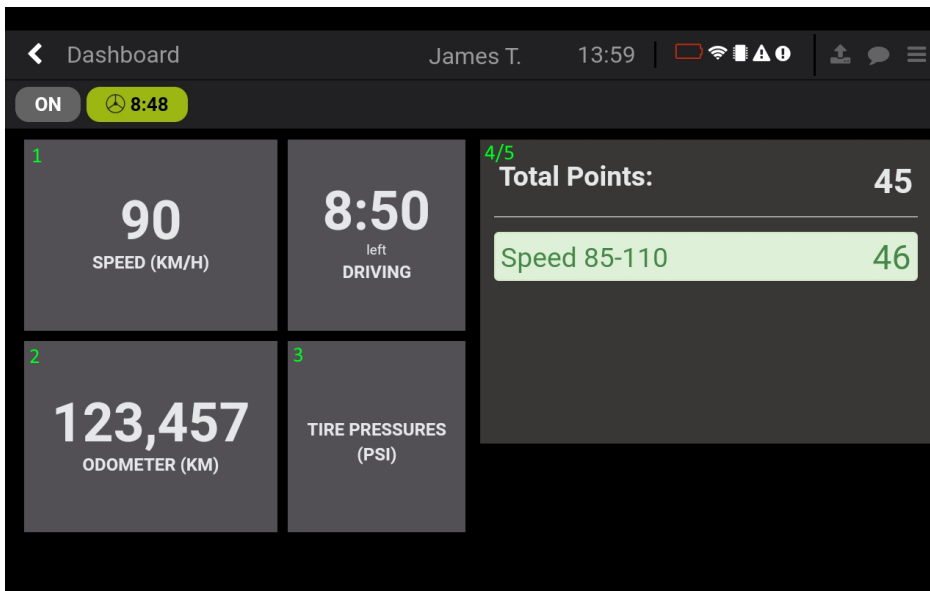 Dashboard
James T.
13:59
ON
8:48
1
90
SPEED (KM/H)
8:50
left
DRIVING
4/5
Total Points:
45
Speed 85-110
46
2
123,457
ODOMETER (KM)
3
TIRE PRESSURES
(PSI)